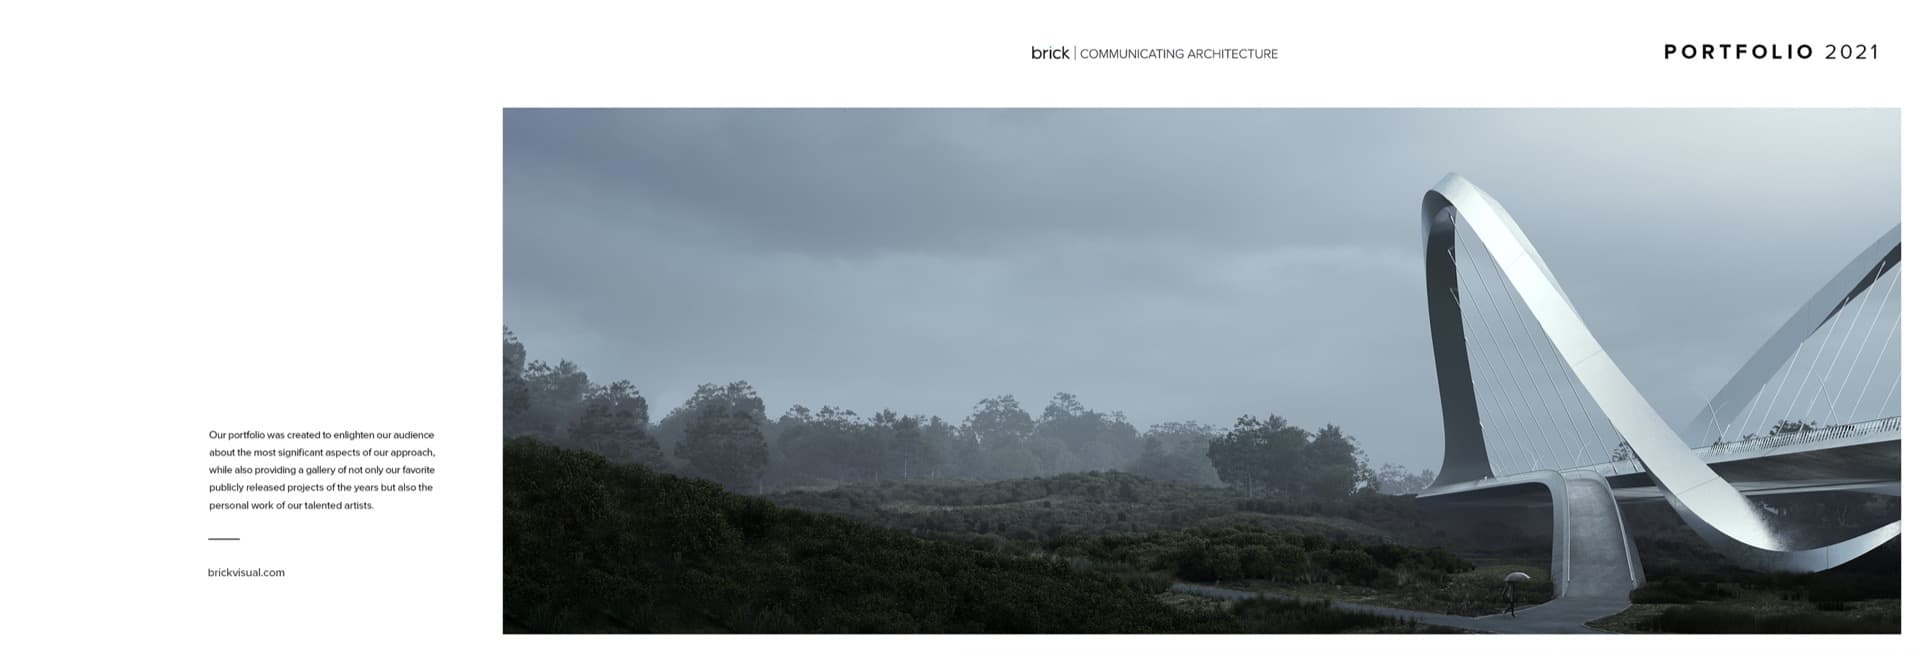 brick | COMMUNICATING ARCHITECTURE
PORTFOLIO 2021
Our portfolio was created to enlighten our audience
about the most significant aspects of our approach,
while also providing a gallery of not only our favorite
publicly released projects of the years but also the
personal work of our talented artists.
brickvisual.com